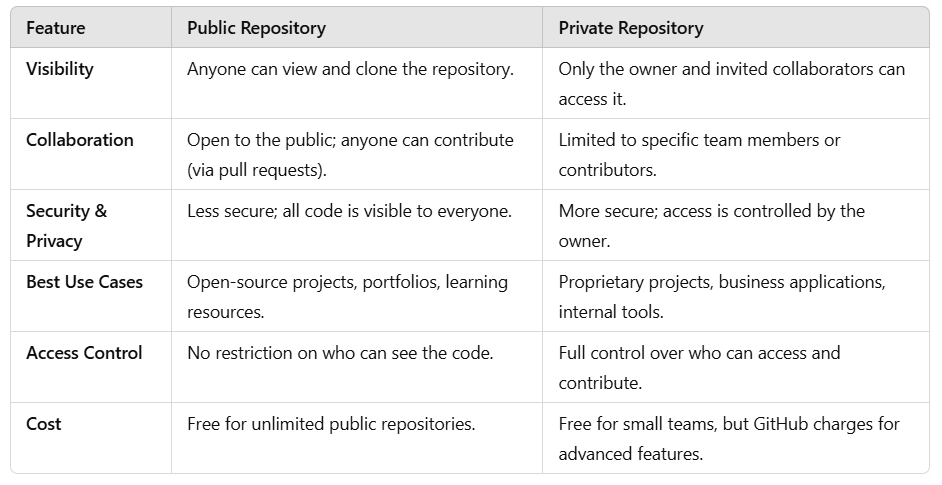 Feature Public Repository Private Repository
Visibility Anyone can view and clone the repository. Only the owner and invited collaborators can
access it.
Collaboration Open to the public; anyone can contribute Limited to specific team members or
(via pull requests). contributors.
Security & Less secure; all code is visible to everyone. More secure; access is controlled by the
Privacy owner.
Best Use Cases Open-source projects, portfolios, learning Proprietary projects, business applications,
resources. internal tools.
Access Control No restriction on who can see the code. Full control over who can access and
contribute.
Cost Free for unlimited public repositories. Free for small teams, but GitHub charges for
advanced features.